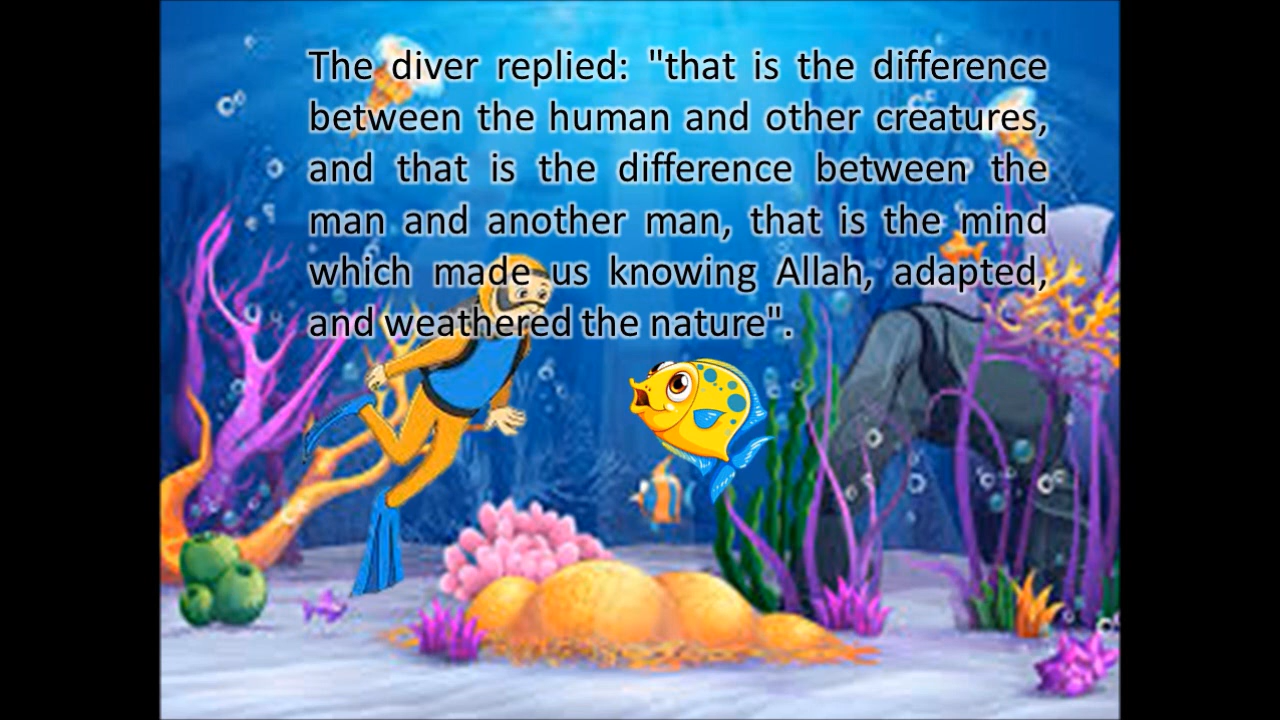 The diver replied: "that is the difference
between the human and other creatures,
and that is the difference between the
man and another man, that is the mind
which made us knowing Allah, adapted,
and weathered the nature".